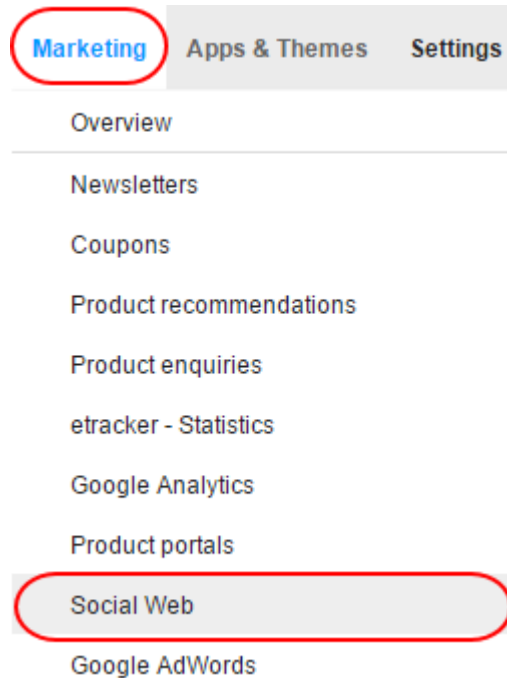 Marketing Apps & Themes Settings
Overview
Newsletters
Coupons
Product recommendations
Product enquiries
etracker - Statistics
Google Analytics
Product portals
Social Web
Google AdWords